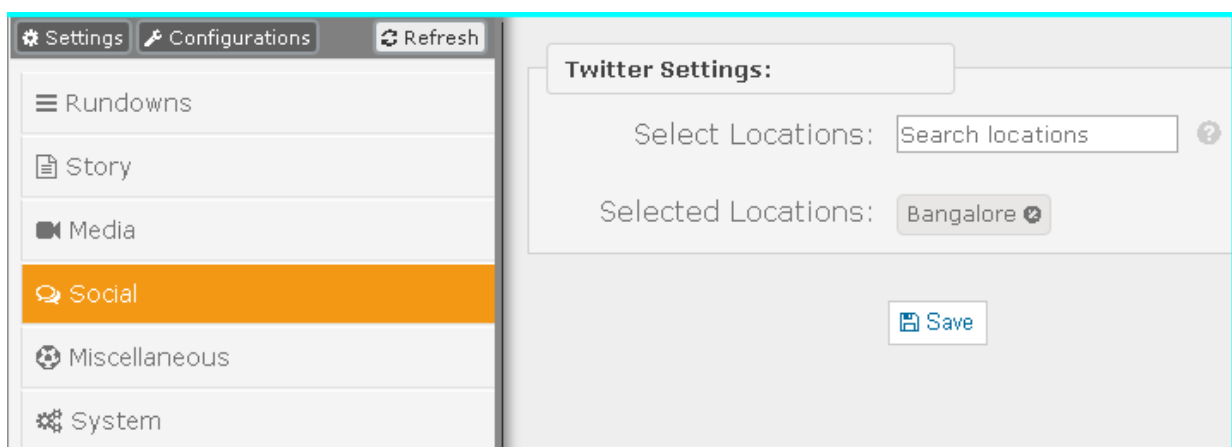 Settings Configurations Refresh
Rundowns
Story
Media
Social
Miscellaneous
System
Twitter Settings:
Select Locations: Search locations
Selected Locations: Bangalore
Save